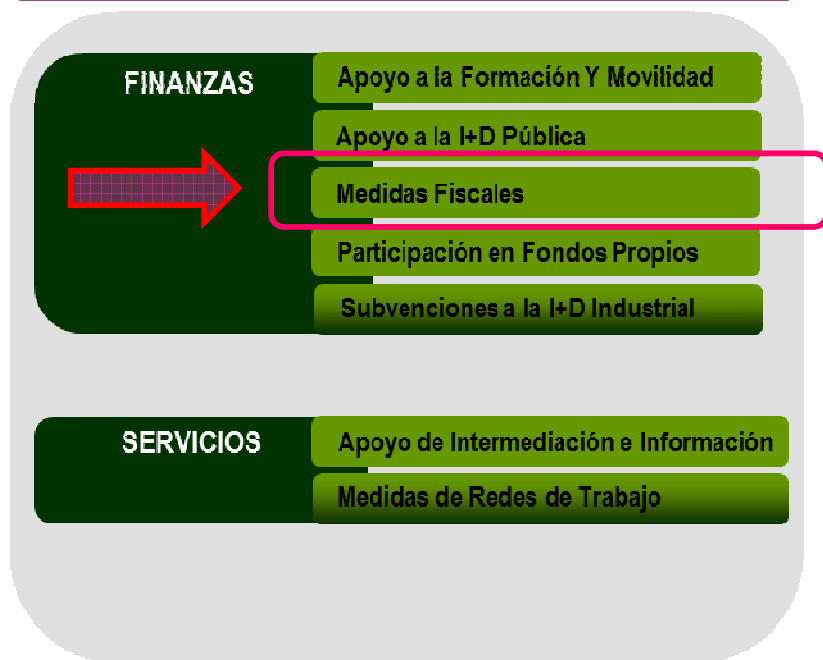 FINANZAS
Apoyo a la Formación Y Movilidad
Apoyo a la I+D Pública
Medidas Fiscales
Participación en Fondos Propios
Subvenciones a la I+D Industrial
SERVICIOS
Apoyo de Intermediación e Información
Medidas de Redes de Trabajo